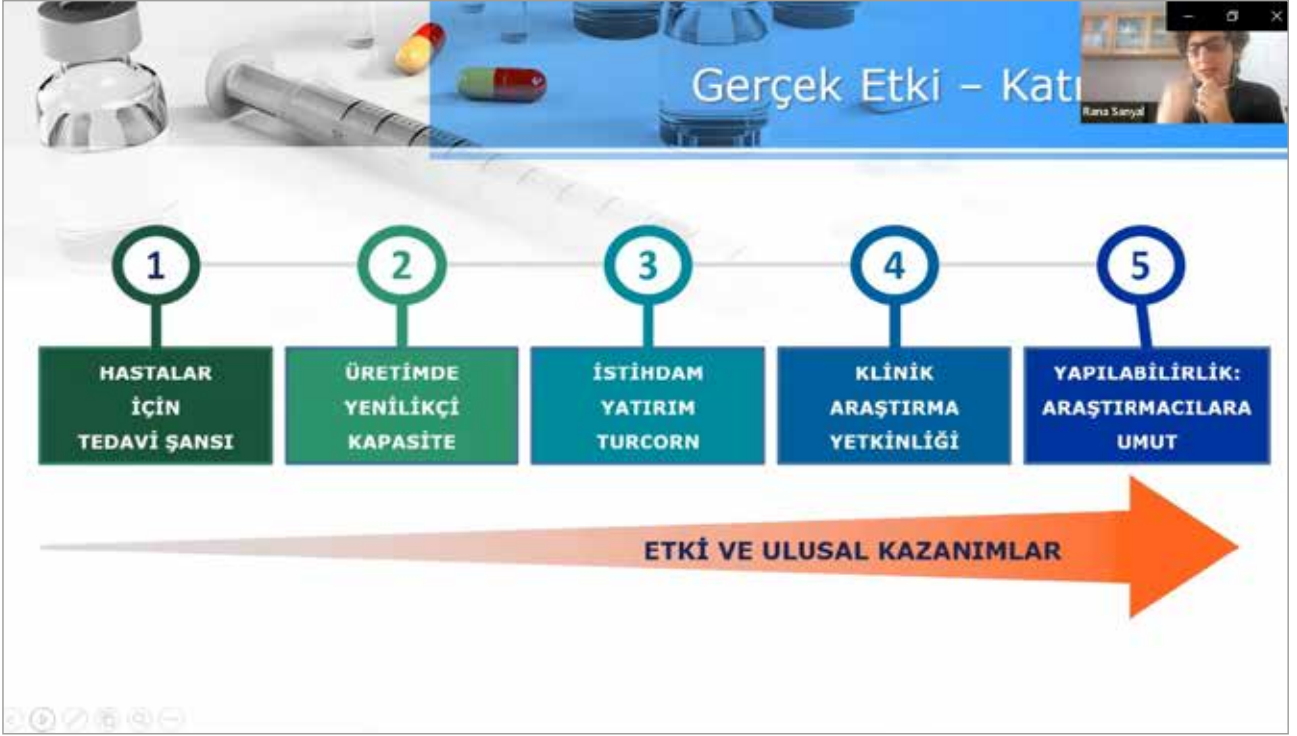 Gerçek Etki – Katı
Rana Sanyal
1
2
3
4
5
HASTALAR
İÇİN
TEDAVİ ŞANSI
ÜRETİMDE
YENİLİKÇİ
KAPASİTE
İSTİHDAM
YATIRIM
TURCORN
KLİNİK
ARAŞTIRMA
YETKİNLİĞİ
YAPILABİLİRLİK:
ARAŞTIRMACILARA
UMUT
ETKİ VE ULUSAL KAZANIMLAR